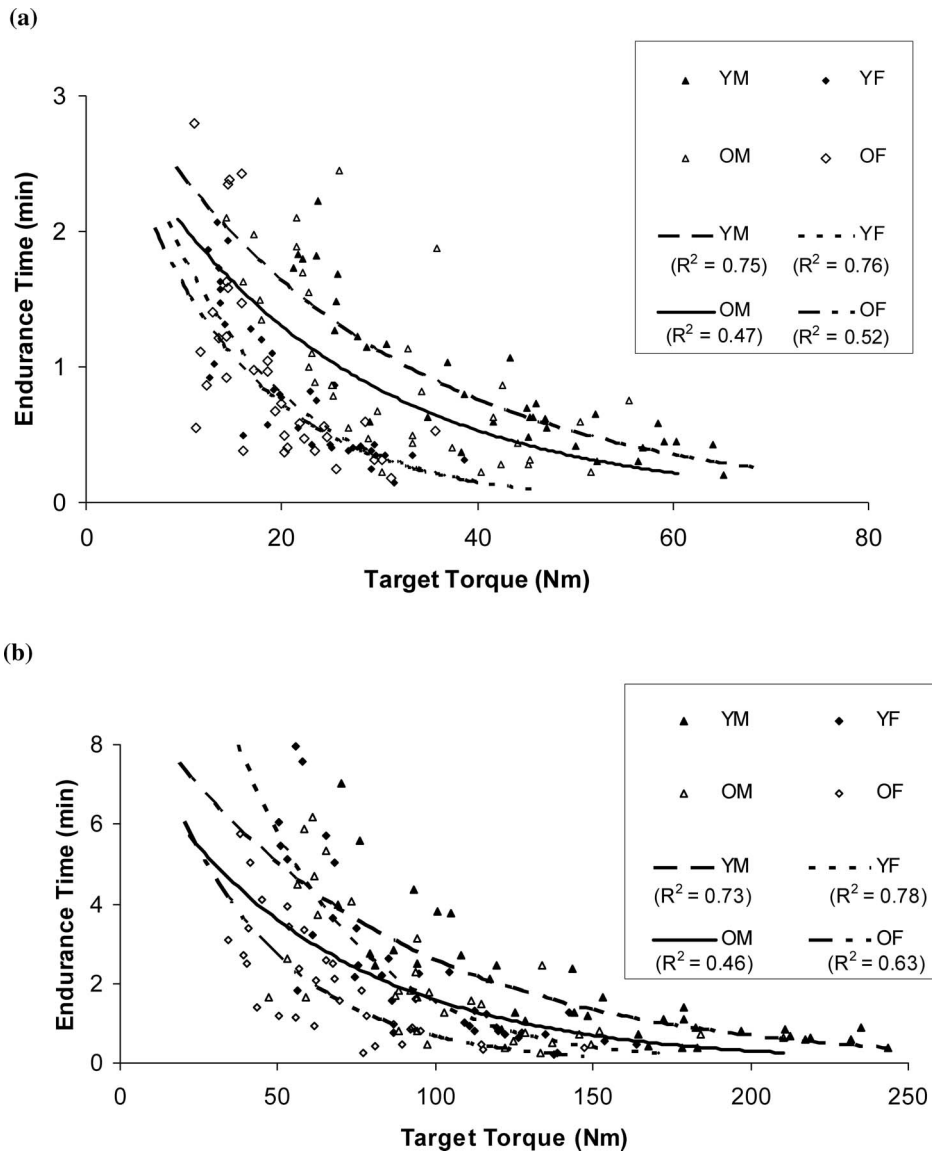 (a)
YM YF
OM OF
YM YF
(R² = 0.75) (R² = 0.76)
OM OF
(R² = 0.47) (R² = 0.52)
Endurance Time (min)
3
2
1
0
0 20 40 60 80
Target Torque (Nm)
(b)
YM YF
OM OF
YM YF
(R² = 0.73) (R² = 0.78)
OM OF
(R² = 0.46) (R² = 0.63)
Endurance Time (min)
8
6
4
2
0
0 50 100 150 200 250
Target Torque (Nm)